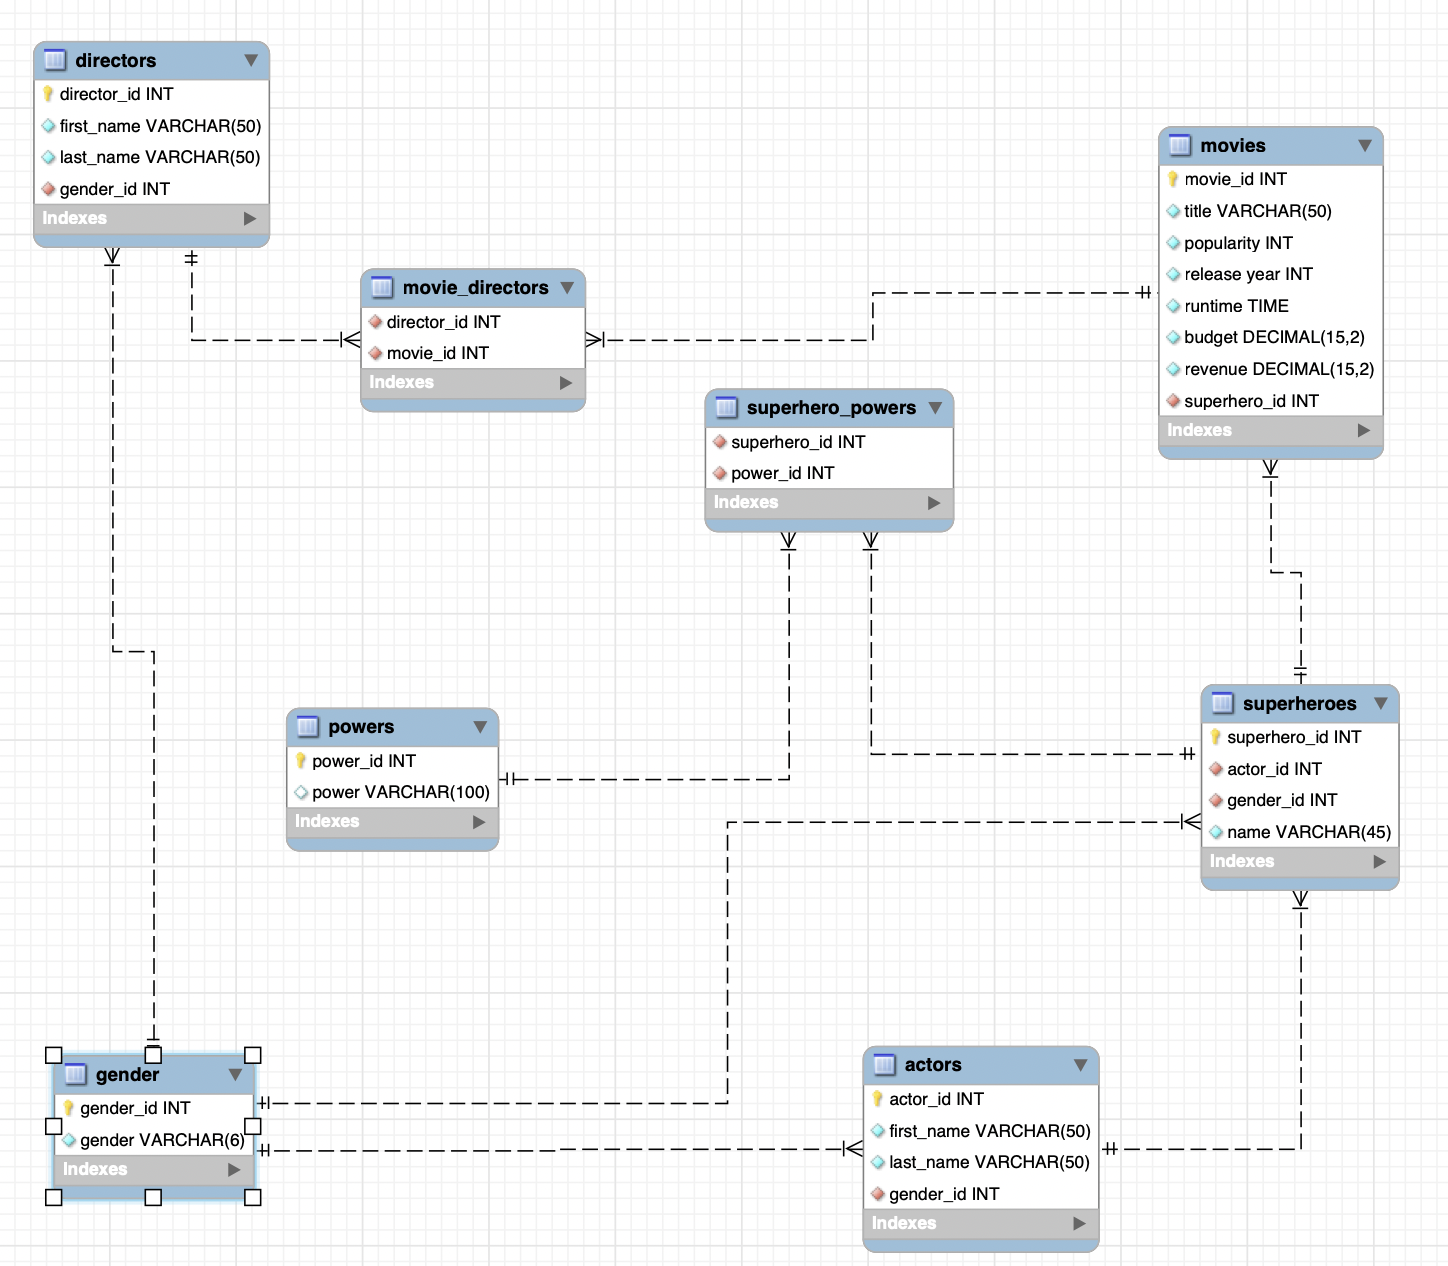 directors
director_id INT
first_name VARCHAR(50)
last_name VARCHAR(50)
gender_id INT
Indexes
movies
movie_id INT
title VARCHAR(50)
popularity INT
release year INT
runtime TIME
budget DECIMAL(15,2)
revenue DECIMAL(15,2)
superhero_id INT
Indexes
movie_directors
director_id INT
movie_id INT
Indexes
superhero_powers
superhero_id INT
power_id INT
Indexes
powers
power_id INT
power VARCHAR(100)
Indexes
superheroes
superhero_id INT
actor_id INT
gender_id INT
name VARCHAR(45)
Indexes
gender
gender_id INT
gender VARCHAR(6)
Indexes
actors
actor_id INT
first_name VARCHAR(50)
last_name VARCHAR(50)
gender_id INT
Indexes